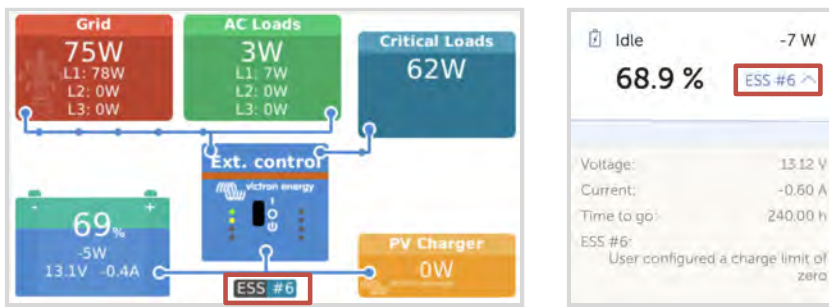 Grid
75W
L1: 78W
L2: 0W
L3: 0W
AC Loads
3W
L1: 7W
L2: 0W
L3: 0W
Critical Loads
62W
Ext. control
victron energy
I
O
- +
69%
-5W
13.1V -0.4A
ESS #6
PV Charger
0W
Idle -7 W
68.9 % ESS #6
Voltage: 13.12 V
Current: -0.60 A
Time to go: 240.00 h
ESS #6:
User configured a charge limit of
zero